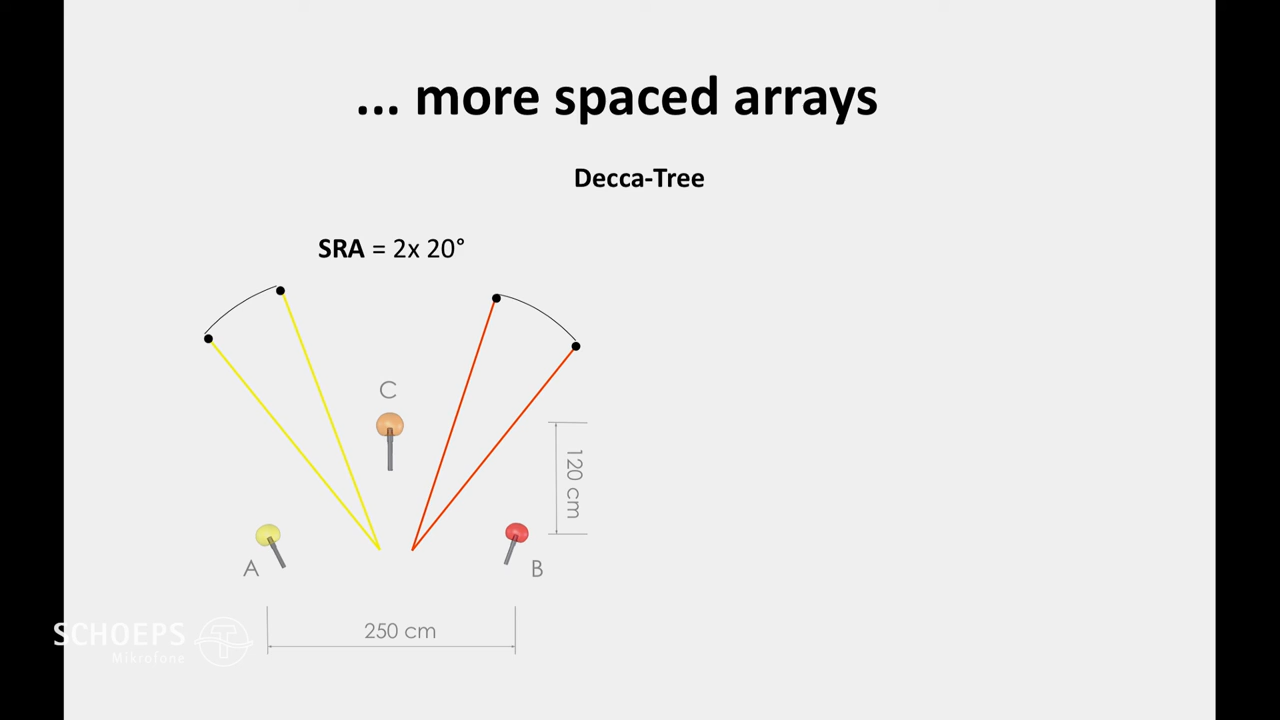 ... more spaced arrays
Decca-Tree
SRA = 2x 20°
C
120 cm
A
B
250 cm
SCHOEPS
Mikrofone